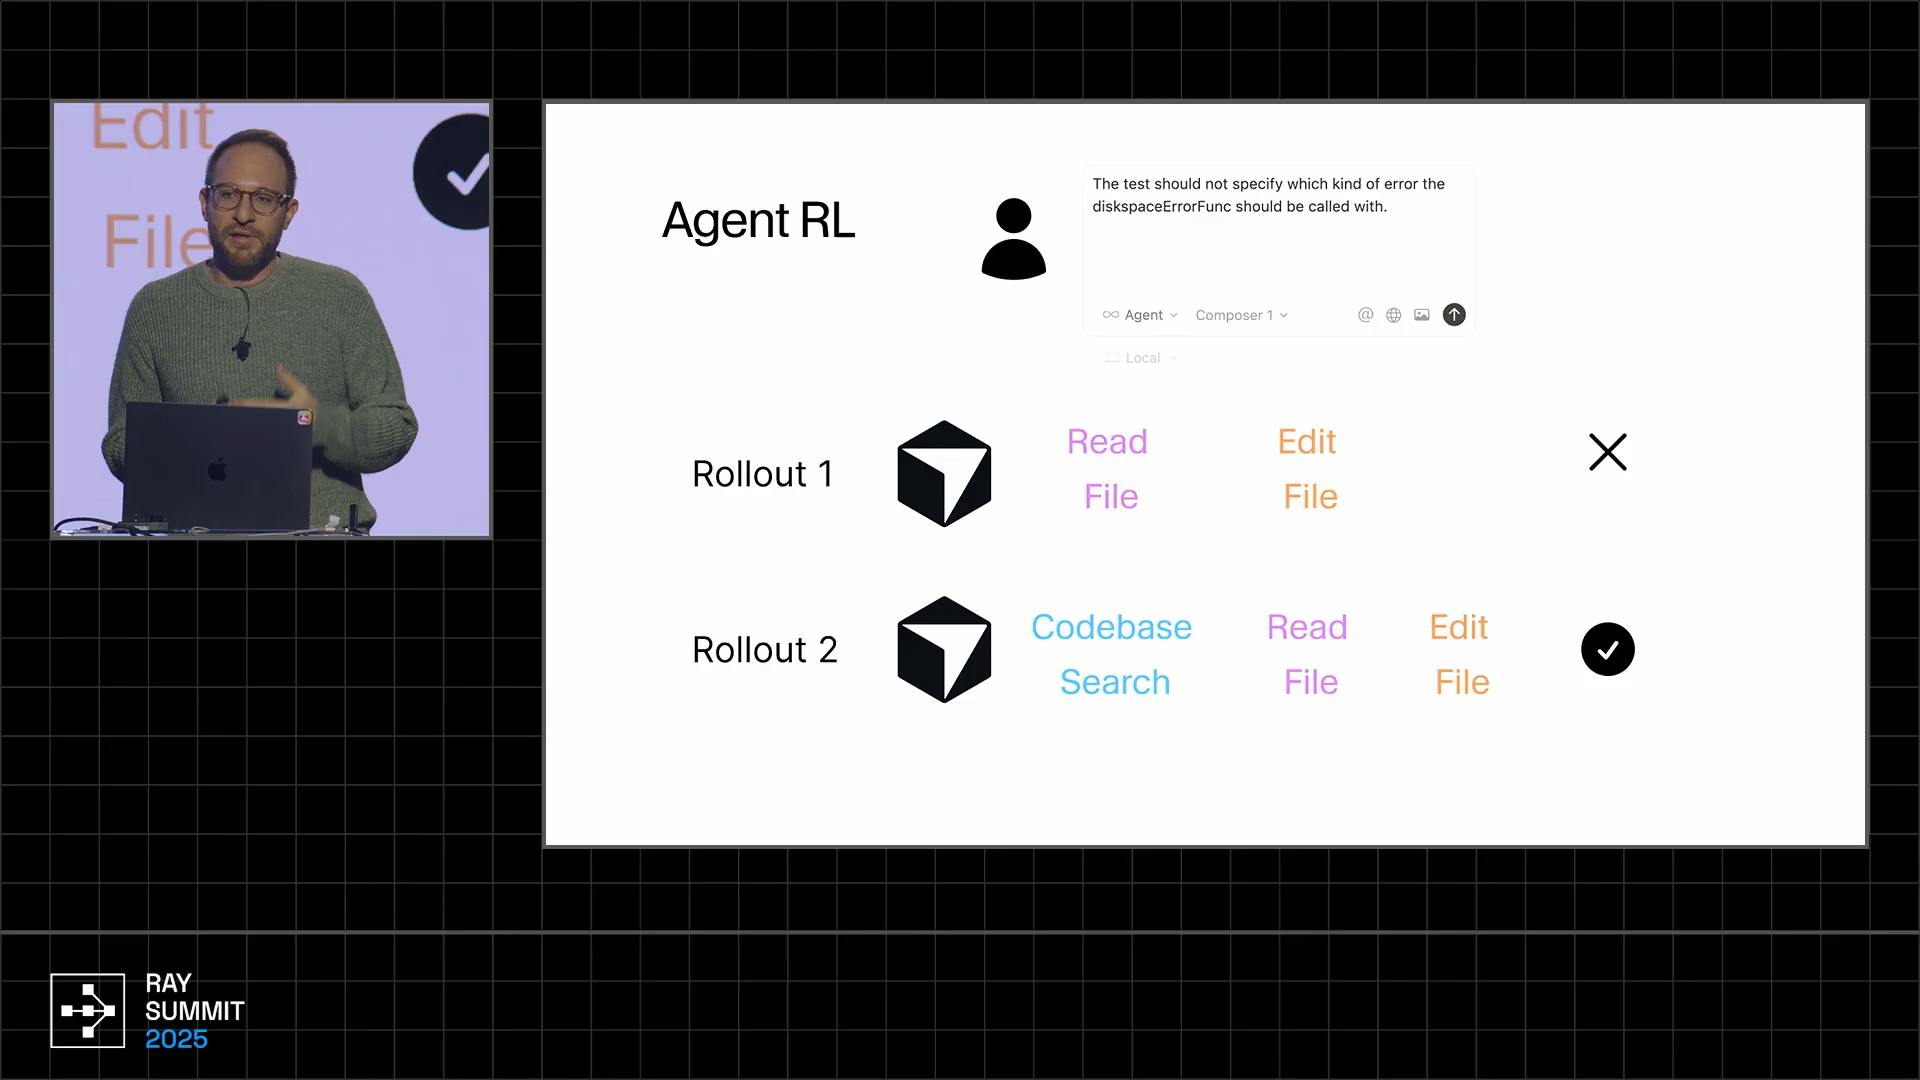 Edit
File
Agent RL
The test should not specify which kind of error the
diskspaceErrorFunc should be called with.
Agent
Composer 1
Local
Rollout 1
Read
File
Edit
File
Rollout 2
Codebase
Search
Read
File
Edit
File
RAY
SUMMIT
2025